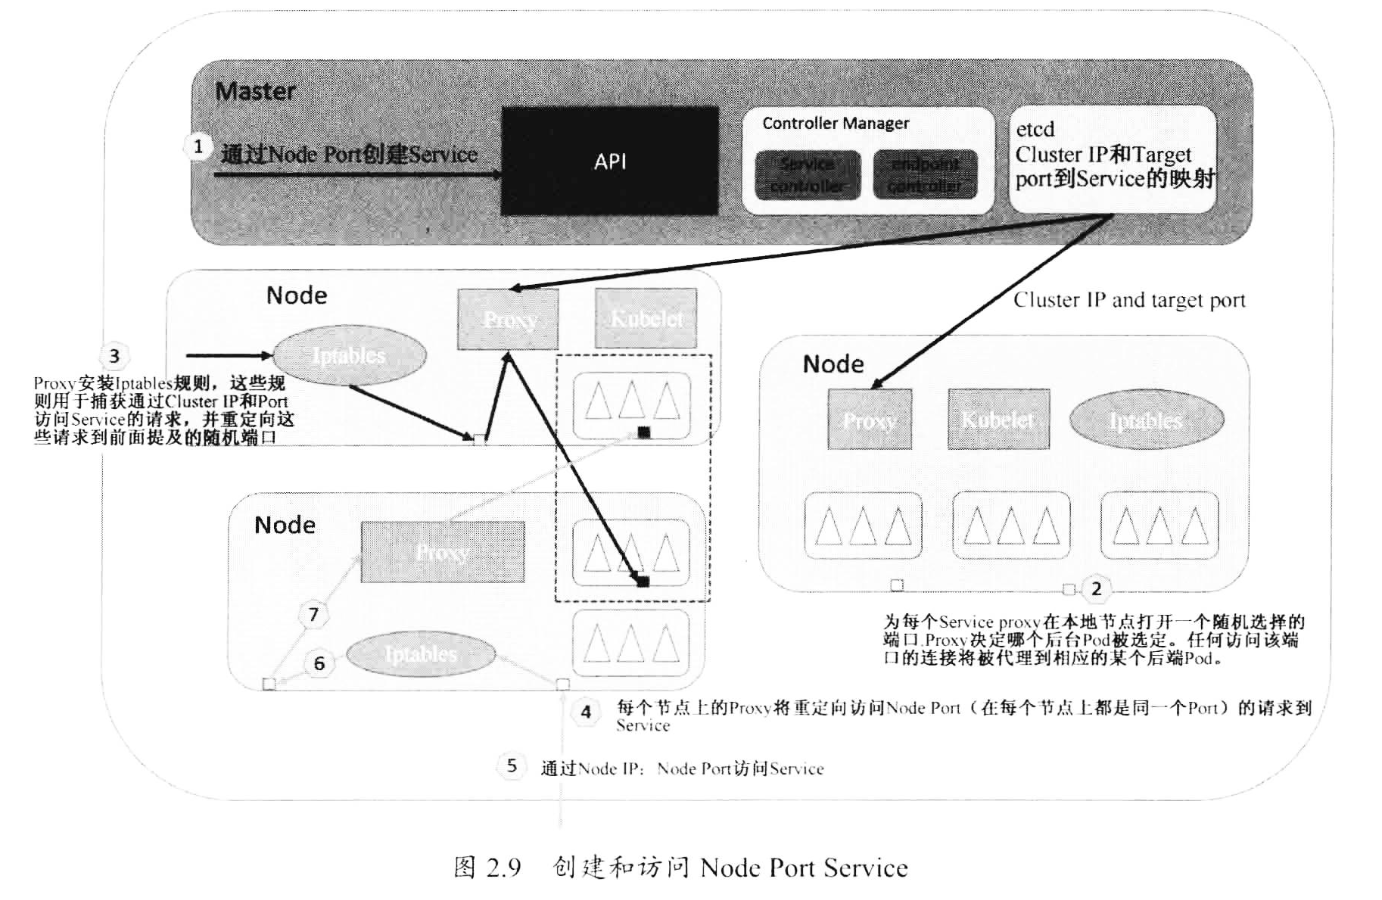 Master
1
通过Node Port创建Service
API
Controller Manager
Service
controller
endpoint
controller
etcd
Cluster IP和Target
port到Service的映射
Node
Proxy
Kubelet
Iptables
Cluster IP and target port
3
Proxy安装Iptables规则，这些规
则用于捕获通过Cluster IP和Port
访问Service的请求，并重定向这
些请求到前面提及的随机端口
Node
Proxy
Kubelet
Iptables
2
为每个Service proxy在本地节点打开一个随机选择的
端口,Proxy决定哪个后台Pod被选定。任何访问该端
口的连接将被代理到相应的某个后端Pod。
Node
Proxy
7
6
Iptables
4
每个节点上的Proxy将重定向访问Node Port（在每个节点上都是同一个Port）的请求到
Service
5
通过Node IP：Node Port访问Service
图 2.9 创建和访问 Node Port Service